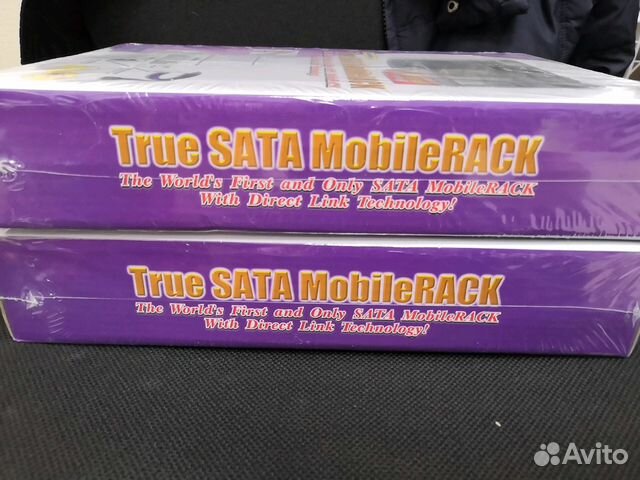 True SATA MobileRACK
The World's First and Only SATA MobileRACK
With Direct Link Technology!
True SATA MobileRACK
The World's First and Only SATA MobileRACK
With Direct Link Technology!
Avito